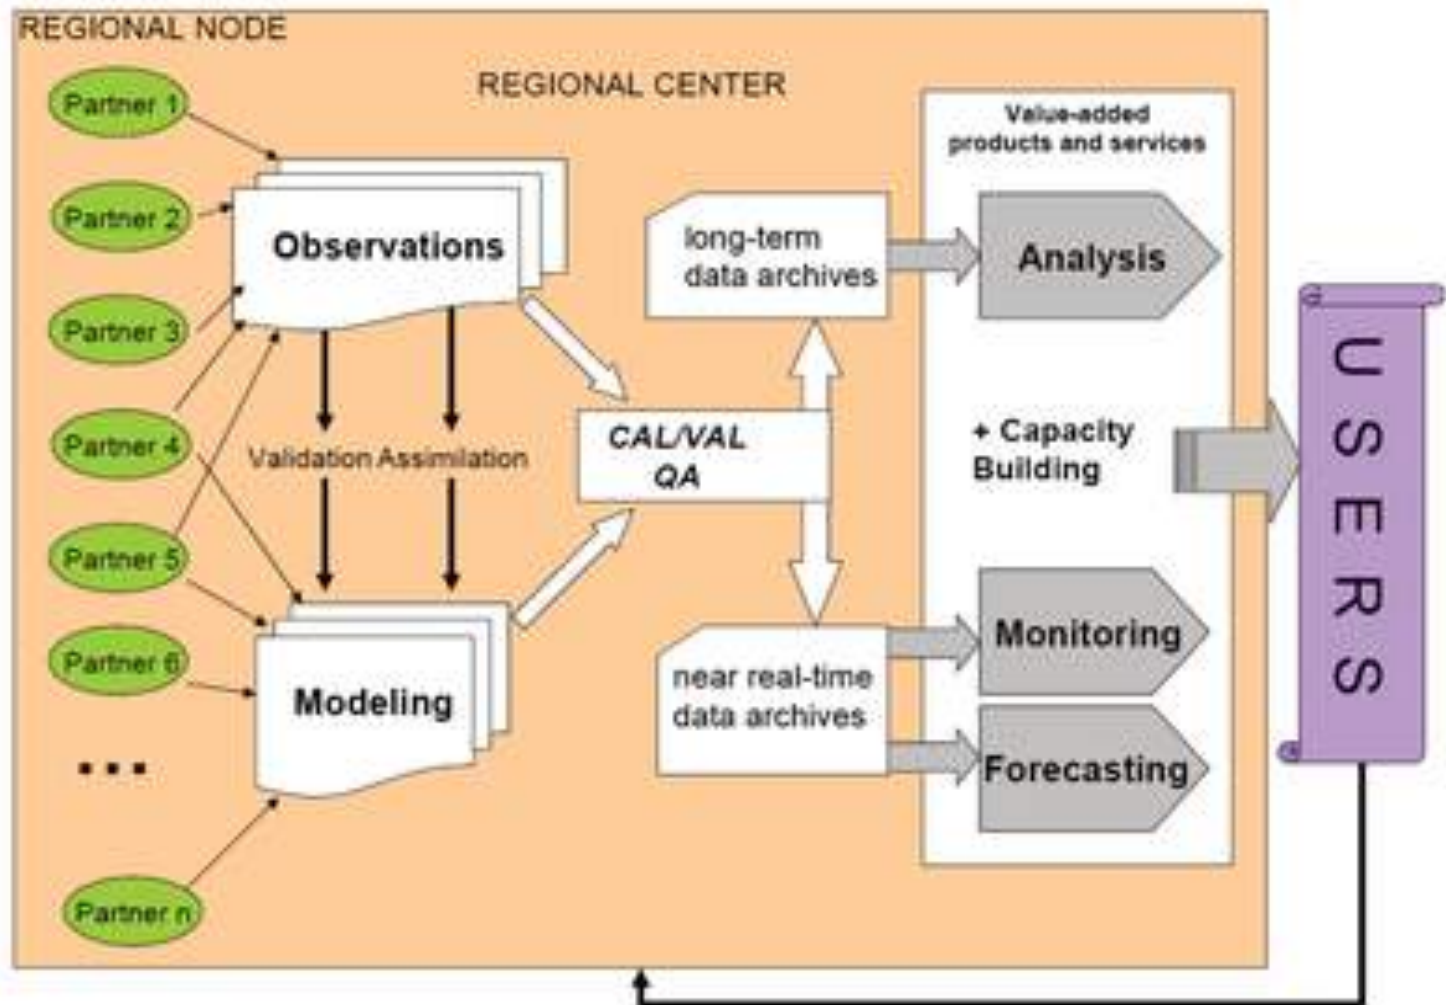 REGIONAL NODE
REGIONAL CENTER
Partner 1
Partner 2
Partner 3
Partner 4
Partner 5
Partner 6
...
Partner n
Observations
Validation Assimilation
Modeling
CAL/VAL
QA
long-term
data archives
near real-time
data archives
Value-added
products and services
Analysis
+ Capacity
Building
Monitoring
Forecasting
USERS